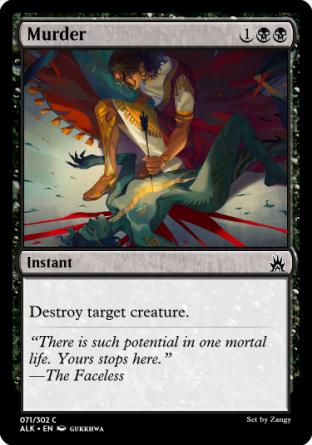 Murder 1
Instant
Destroy target creature.
“There is such potential in one mortal
life. Yours stops here.”
—The Faceless
071/302 C
ALK • EN GUKKHWA
Set by Zangy